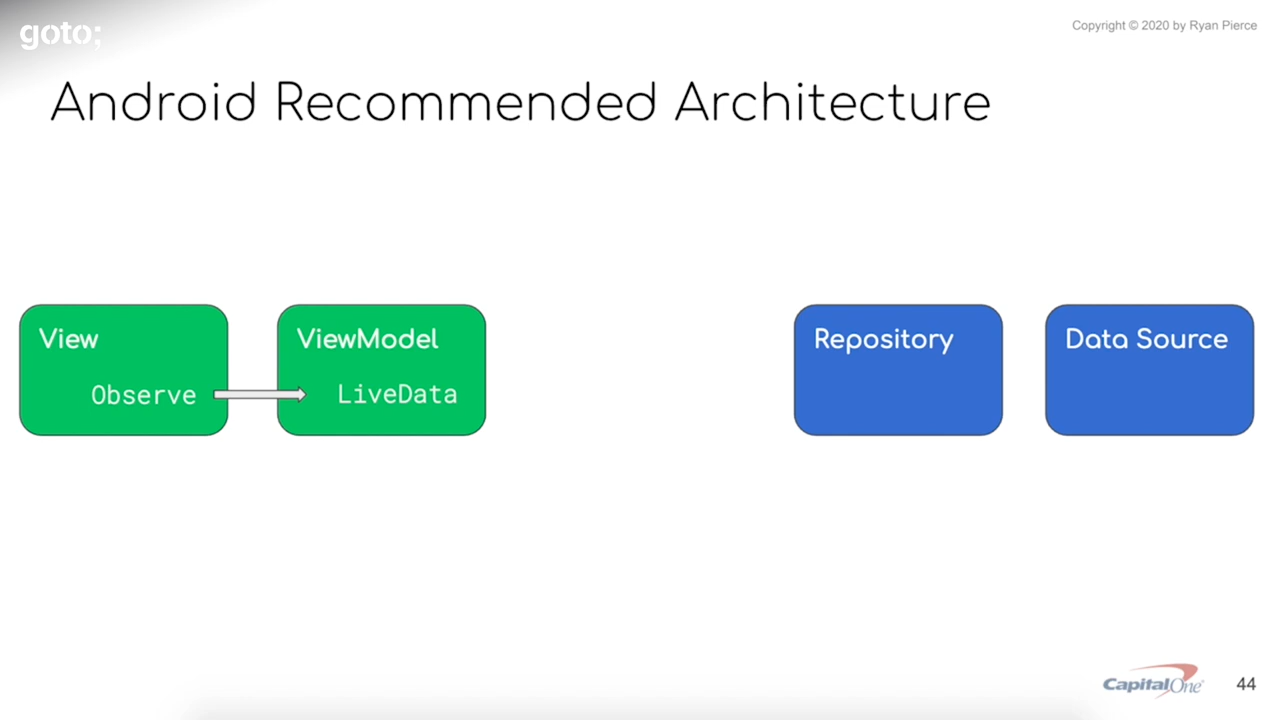 goto;
Copyright © 2020 by Ryan Pierce
Android Recommended Architecture
View
Observe
ViewModel
LiveData
Repository
Data Source
CapitalOne
44